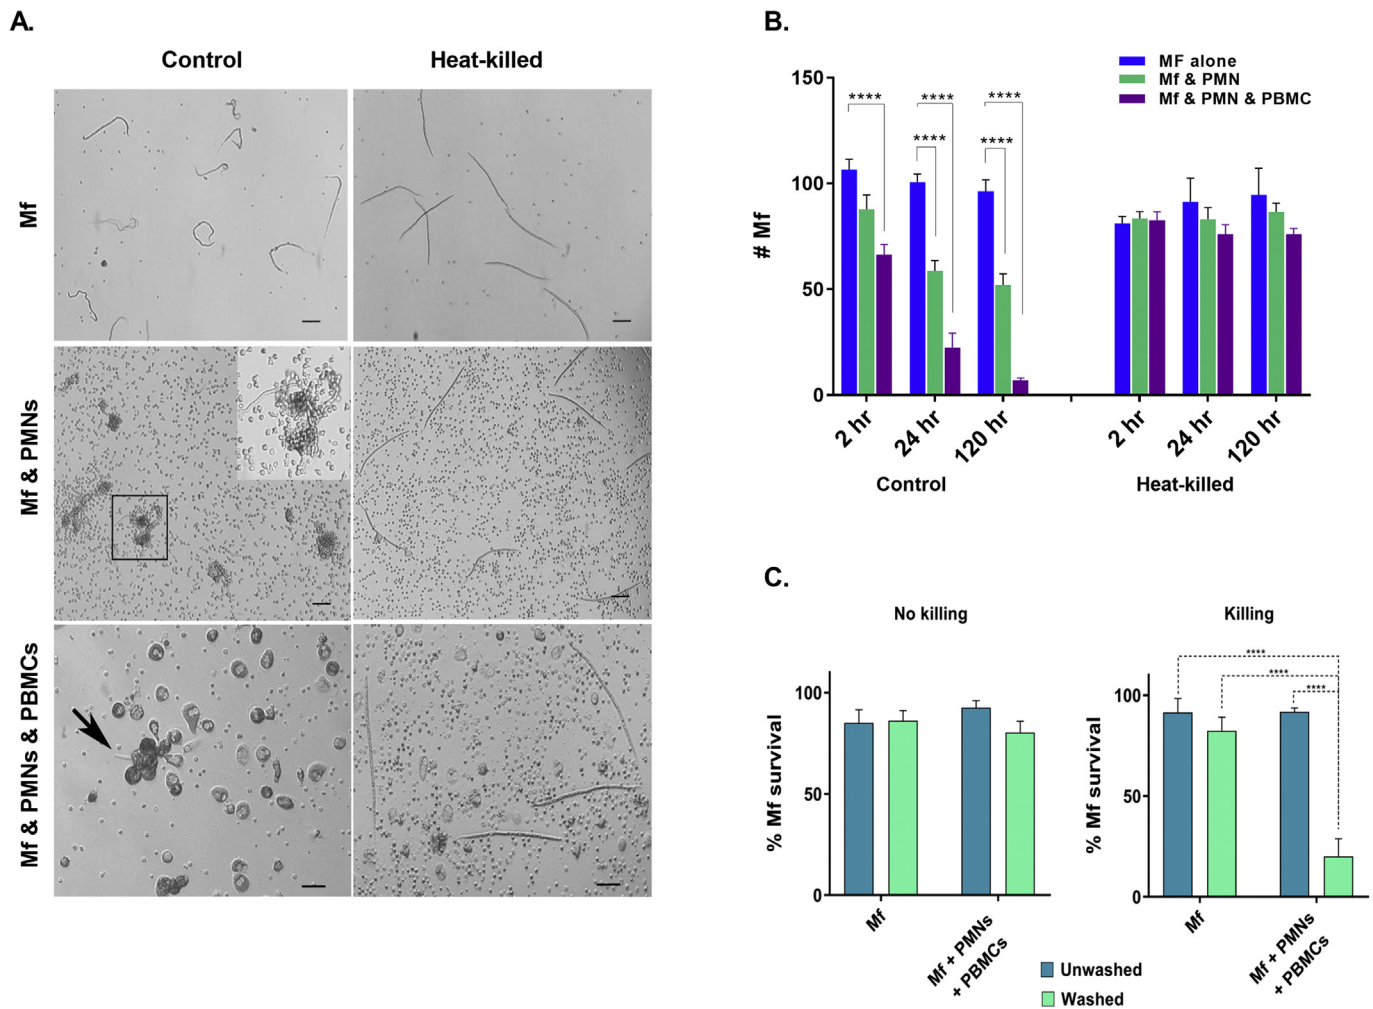 A.
Control
Heat-killed
Mf
Mf & PMNs
Mf & PMNs & PBMCs
B.
MF alone
Mf & PMN
Mf & PMN & PBMC
# Mf
150
100
50
0
**** **** ****
**** ****
2 hr 24 hr 120 hr 2 hr 24 hr 120 hr
Control Heat-killed
C.
No killing
% Mf survival
100
50
0
Mf
Mf + PMNs
+ PBMCs
Killing
% Mf survival
100
50
0
****
****
****
Mf
Mf + PMNs
+ PBMCs
Unwashed
Washed